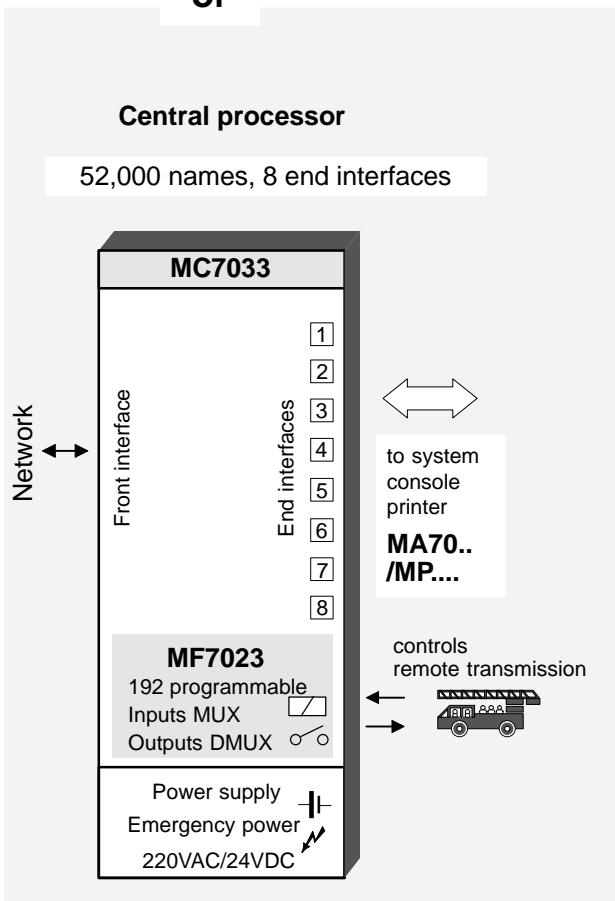 or
Central processor
52,000 names, 8 end interfaces
MC7033
Network
Front interface
End interfaces
1
2
3
4
5
6
7
8
to system
console
printer
MA70..
/MP....
MF7023
192 programmable
Inputs MUX
Outputs DMUX
controls
remote transmission
Power supply
Emergency power
220VAC/24VDC